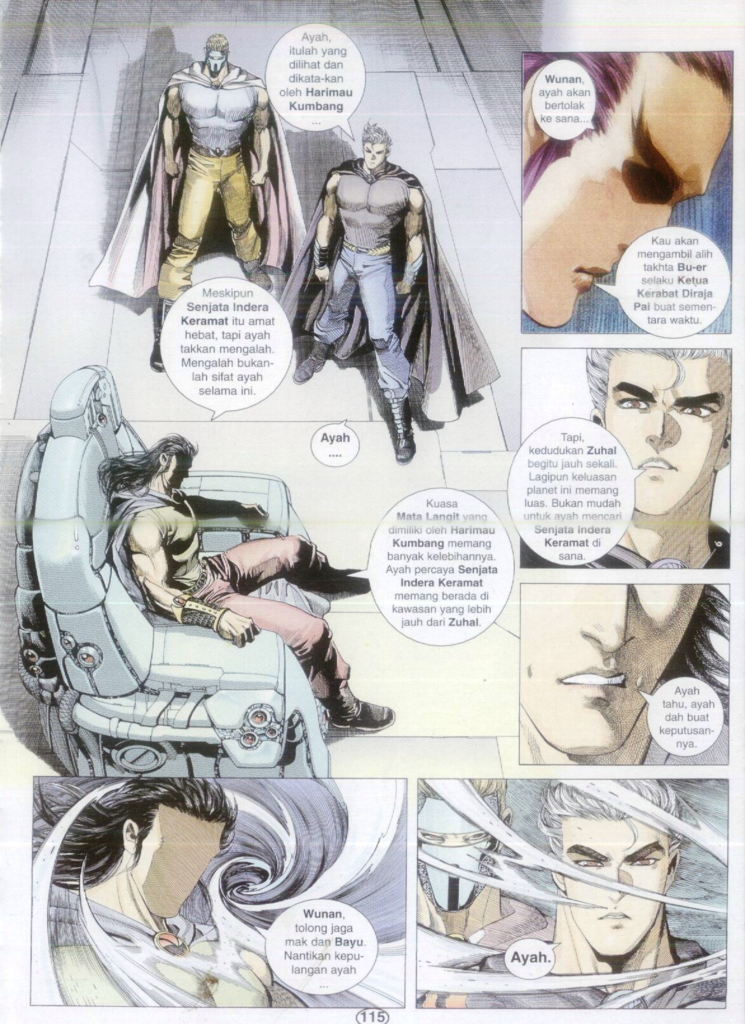 Ayah,
itulah yang
dilihat dan
dikata-kan
oleh Harimau
Kumbang
...
Meskipun
Senjata Indera
Keramat itu amat
hebat, tapi ayah
takkan mengalah.
Mengalah bukan-
lah sifat ayah
selama ini.
Ayah
....
Kuasa
Mata Langit yang
dimiliki oleh Harimau
Kumbang memang
banyak kelebihannya.
Ayah percaya Senjata
Indera Keramat
memang berada di
kawasan yang lebih
jauh dari Zuhal.
Wunan,
ayah akan
bertolak
ke sana...
Kau akan
mengambil alih
takhta Bu-er
selaku Ketua
Kerabat Diraja
Pai buat semen-
tara waktu.
Tapi,
kedudukan Zuhal
begitu jauh sekali.
Lagipun keluasan
planet ini memang
luas. Bukan mudah
untuk ayah mencari
Senjata Indera
Keramat di
sana.
Ayah
tahu, ayah
dah buat
keputusan-
nya.
Wunan,
tolong jaga
mak dan Bayu.
Nantikan kepu-
langan ayah
...
Ayah.
115